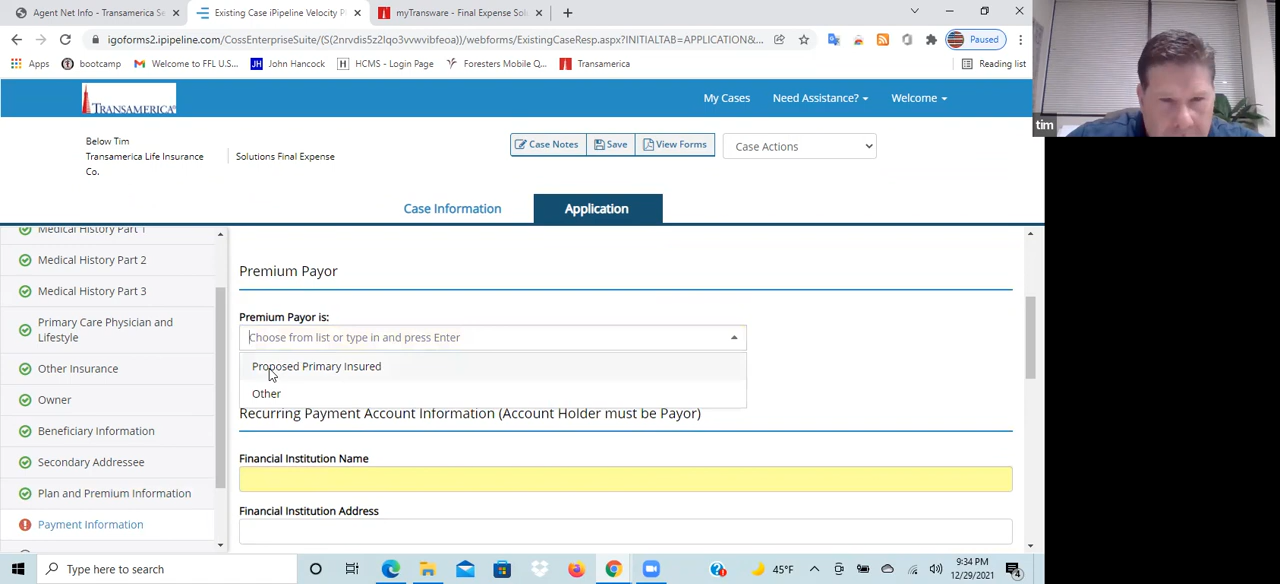 Agent Net Info - Transamerica Se
Existing Case iPipeline Velocity P
myTransware - Final Expense Solu
igoforms2.ipipeline.com/CossEnterpriseSuite/(S(2nrvdis5z2lqo3vvwvibfeoa))/webforms/ExistingCaseResp.aspx?INITIALTAB=APPLICATION&...
Paused
Apps
bootcamp
Welcome to FFL U.S...
John Hancock
HCMS - Login Page
Foresters Mobile Q...
Transamerica
Reading list
TRANSAMERICA
My Cases
Need Assistance?
Welcome
tim
Below Tim
Transamerica Life Insurance
Co.
Solutions Final Expense
Case Notes
Save
View Forms
Case Actions
Case Information
Application
Medical History Part 1
Medical History Part 2
Medical History Part 3
Primary Care Physician and
Lifestyle
Other Insurance
Owner
Beneficiary Information
Secondary Addressee
Plan and Premium Information
Payment Information
Premium Payor
Premium Payor is:
Choose from list or type in and press Enter
Proposed Primary Insured
Other
Recurring Payment Account Information (Account Holder must be Payor)
Financial Institution Name
Financial Institution Address
Type here to search
45°F
9:34 PM
12/29/2021
4